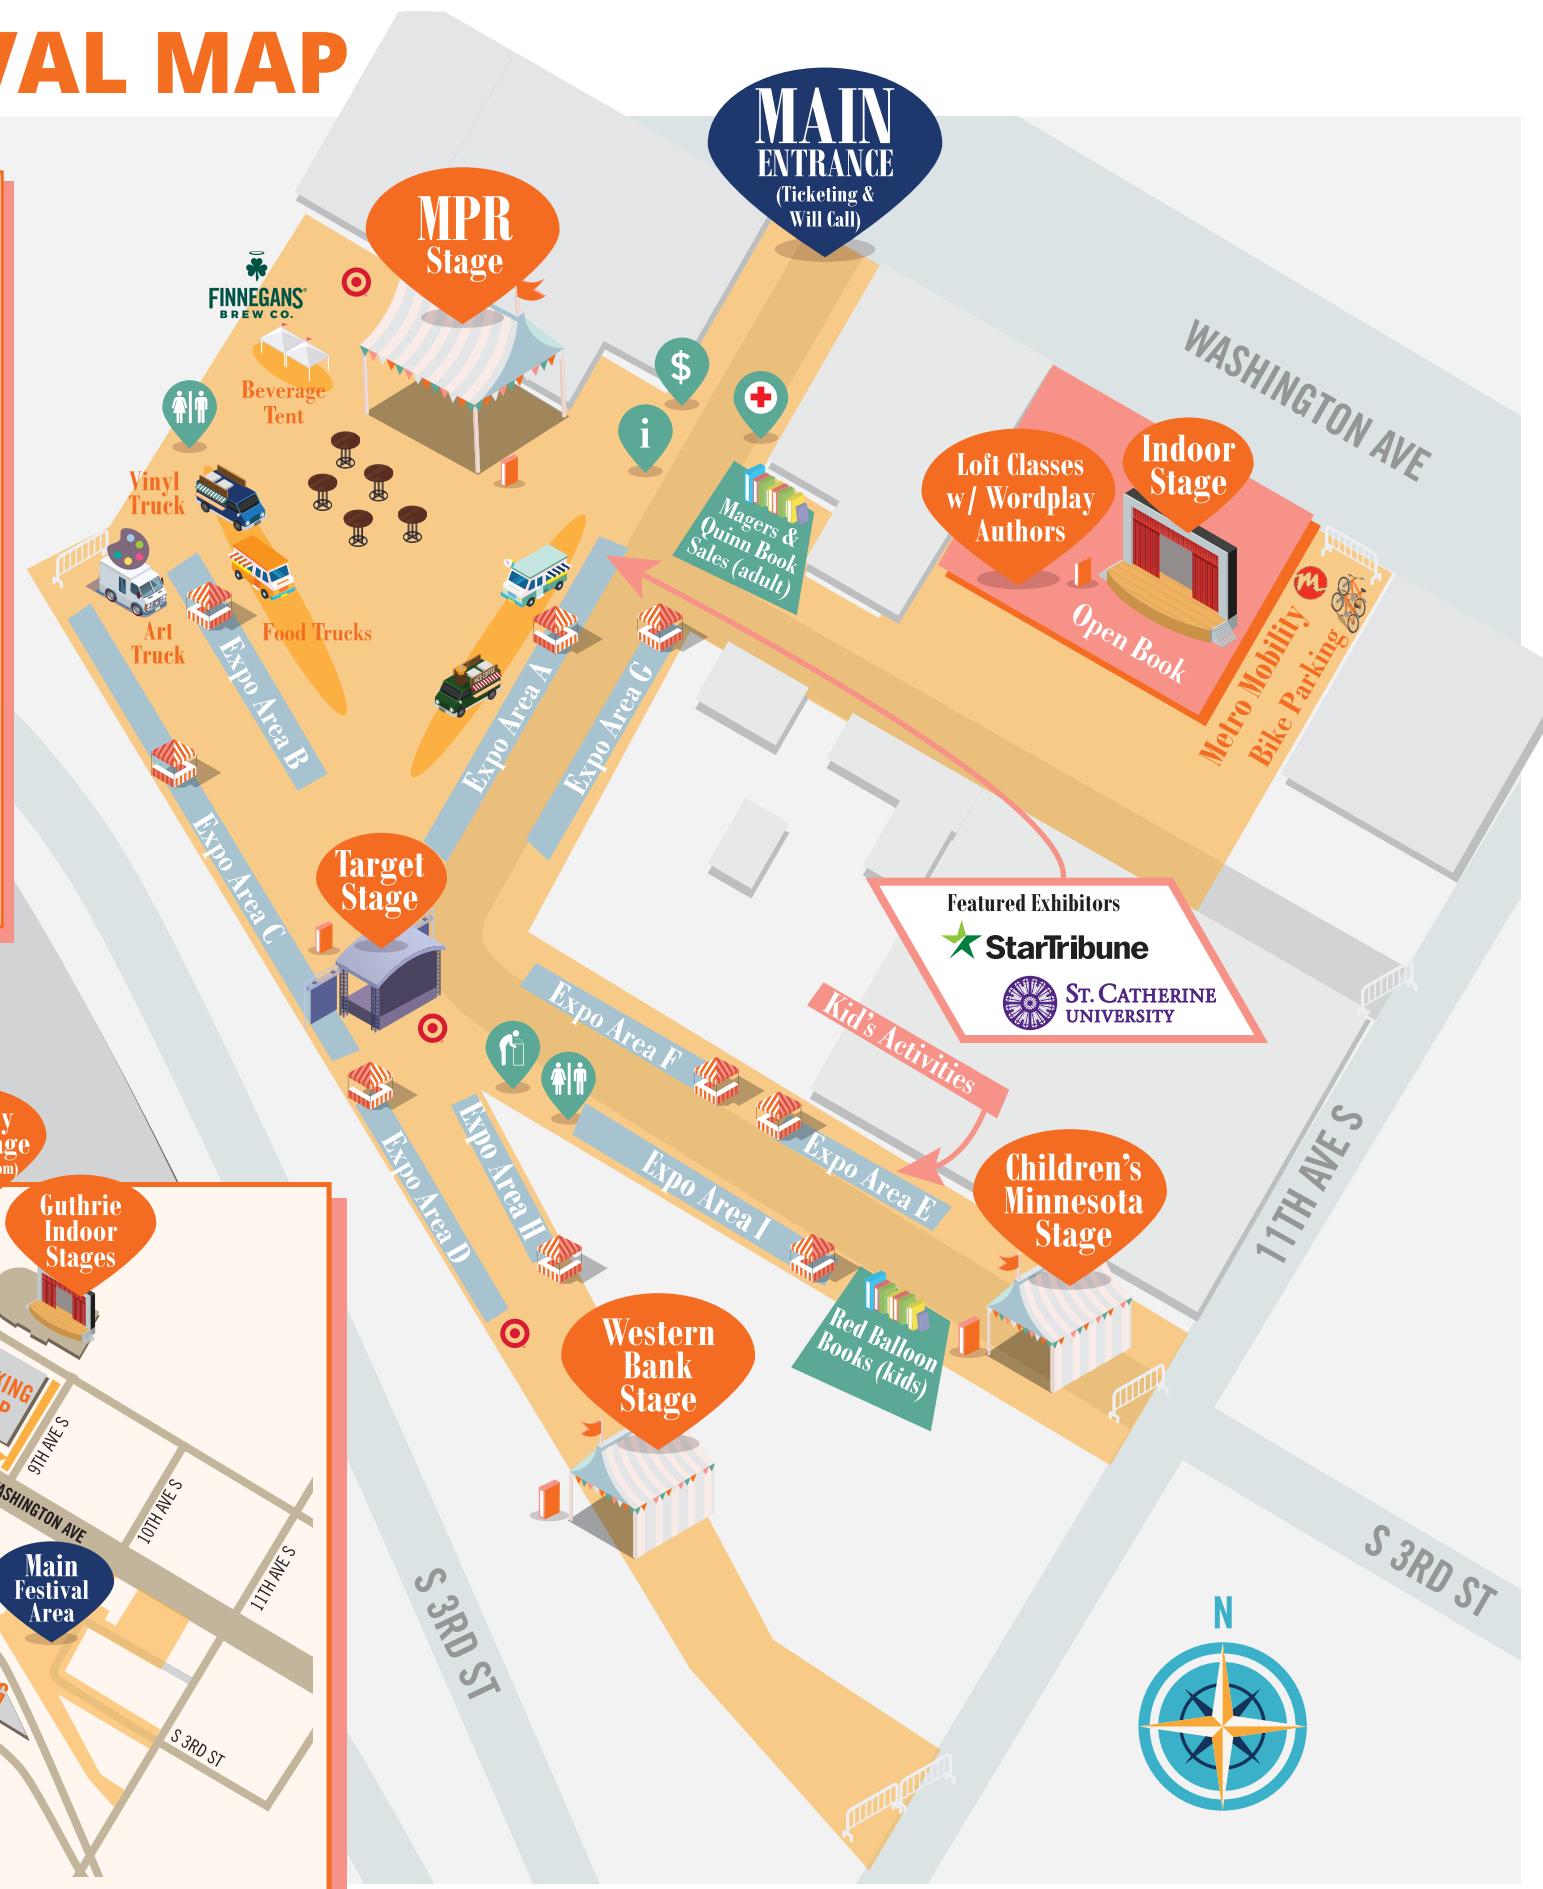 VAL MAP
MAIN
ENTRANCE
(Ticketing &
Will Call)
MPR
Stage
FINNEGANS®
BREW CO.
Beverage
Tent
Vinyl
Truck
Art
Truck
Food Trucks
$
i
Magers &
Quinn Book
Sales (adult)
WASHINGTON AVE
Loft Classes
w/ Wordplay
Authors
Indoor
Stage
Open Book
m
Metro Mobility
Bike Parking
Expo Area B
Expo Area A
Expo Area G
Expo Area C
Target
Stage
Featured Exhibitors
StarTribune
ST. CATHERINE
UNIVERSITY
Kid's Activities
Expo Area F
Expo Area E
Expo Area H
Expo Area D
Expo Area I
Children's
Minnesota
Stage
11TH AVE S
Western
Bank
Stage
Red Balloon
Books (kids)
S 3RD ST
S 3RD ST
N
y
age
om)
Guthrie
Indoor
Stages
KING
P
9TH AVE S
WASHINGTON AVE
10TH AVE S
11TH AVE S
Main
Festival
Area
G
S 3RD ST